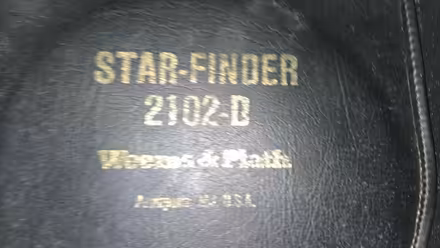 STAR-FINDER
2102-D
Weems & Plath
U.S.A.